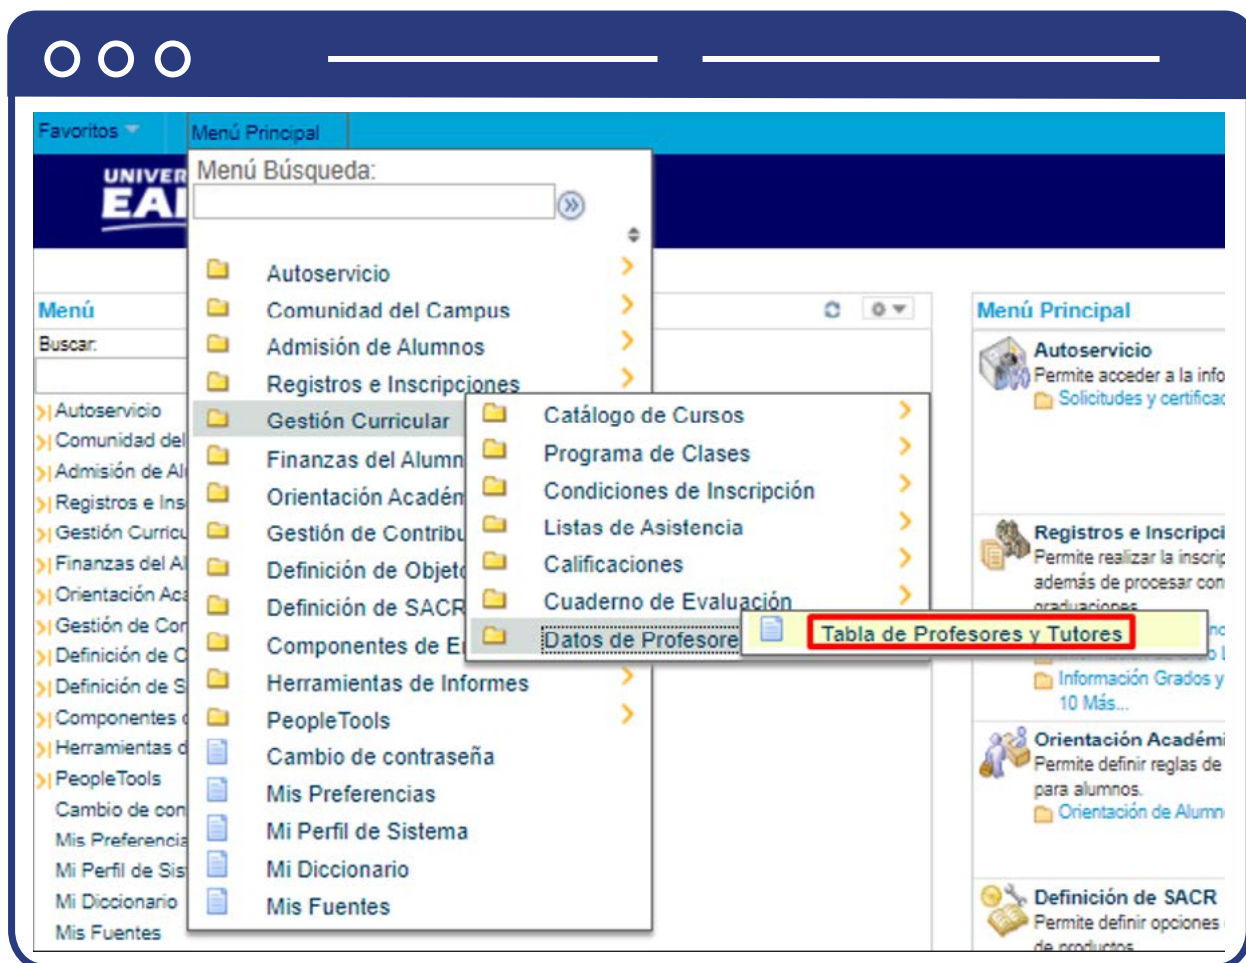 Favoritos
Menú Principal
UNIVER
Menú Búsqueda:
Autoservicio
Comunidad del Campus
Admisión de Alumnos
Registros e Inscripciones
Gestión Curricular
Finanzas del Alumn
Orientación Académ
Gestión de Contribu
Definición de Objeto
Definición de SACR
Componentes de E
Herramientas de Informes
PeopleTools
Cambio de contraseña
Mis Preferencias
Mi Perfil de Sistema
Mi Diccionario
Mis Fuentes
Catálogo de Cursos
Programa de Clases
Condiciones de Inscripción
Listas de Asistencia
Calificaciones
Cuaderno de Evaluación
Datos de Profesore
Tabla de Profesores y Tutores
Menú
Buscar:
Autoservicio
Comunidad del
Admisión de Al
Registros e Ins
Gestión Curricu
Finanzas del Al
Orientación Aca
Gestión de Con
Definición de O
Definición de S
Componentes d
Herramientas d
PeopleTools
Cambio de con
Mis Preferencia
Mi Perfil de Sis
Mi Diccionario
Mis Fuentes
Menú Principal
Autoservicio
Permite acceder a la info
Solicitudes y certificac
Registros e Inscripci
Permite realizar la inscrip
además de procesar con
graduaciones.
Información Grados y
10 Más...
Orientación Académi
Permite definir reglas de
para alumnos.
Orientación de Alumn
Definición de SACR
Permite definir opciones
de productos